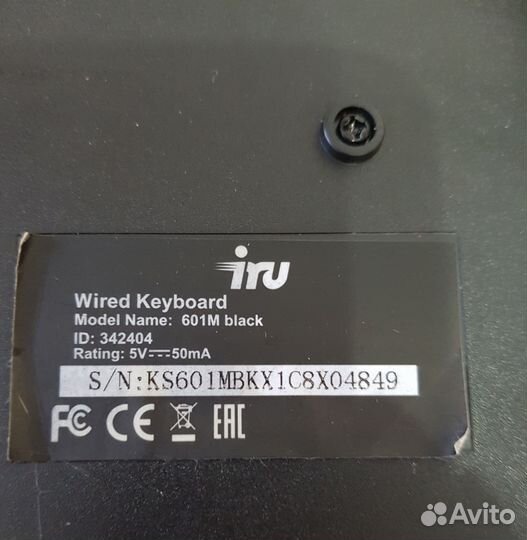 iru
Wired Keyboard
Model Name: 601M black
ID: 342404
Rating: 5V⎓50mA
S/N:KS601MBKX1C8X04849
FC CE EAC
Avito